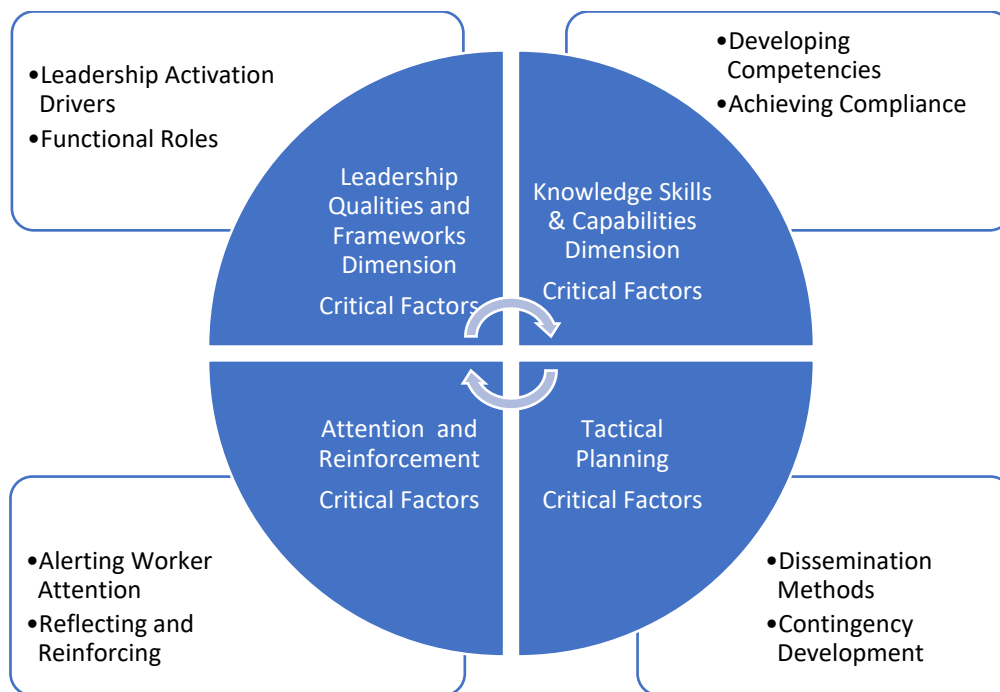 •Leadership Activation
Drivers
•Functional Roles
•Developing
Competencies
•Achieving Compliance
Leadership
Qualities and
Frameworks
Dimension
Critical Factors
Knowledge Skills
& Capabilities
Dimension
Critical Factors
Attention and
Reinforcement
Critical Factors
Tactical
Planning
Critical Factors
•Alerting Worker
Attention
•Reflecting and
Reinforcing
•Dissemination
Methods
•Contingency
Development